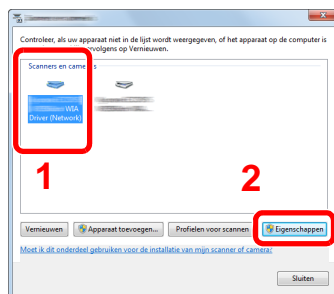 Controleer, als uw apparaat niet in de lijst wordt weergegeven, of het apparaat op de computer is
volgens op Vernieuwen.
Scanners en camera's
WIA
Driver (Network)
1
2
Vernieuwen
Apparaat toevoegen...
Profielen voor scannen
Eigenschappen
Moet ik dit onderdeel gebruiken voor de installatie van mijn scanner of camera?
Sluiten